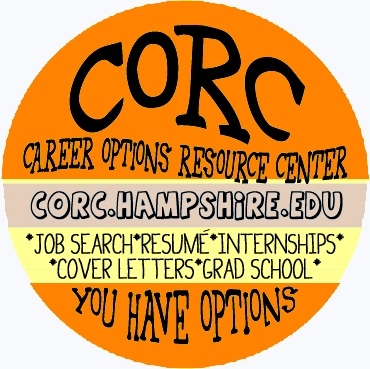 CORC
CAREER OPTIONS RESOURCE CENTER
CORC.HAMPSHIRE.EDU
*JOB SEARCH*RESUMÉ*INTERNSHIPS*
*COVER LETTERS*GRAD SCHOOL*
YOU HAVE OPTIONS